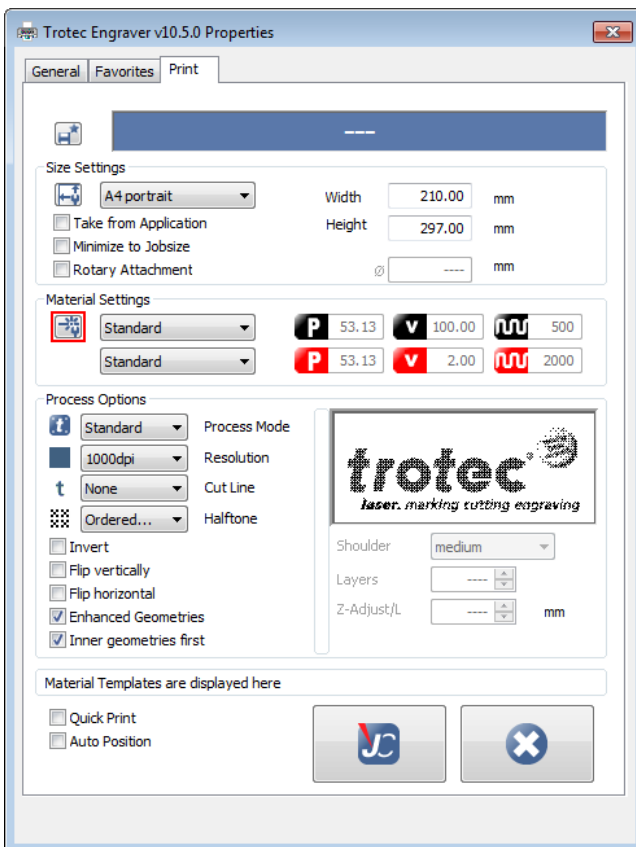 Trotec Engraver v10.5.0 Properties
General Favorites Print
---
Size Settings
A4 portrait Width 210.00 mm
Take from Application Height 297.00 mm
Minimize to Jobsize
Rotary Attachment Ø ---- mm
Material Settings
Standard P 53.13 V 100.00 500
Standard P 53.13 V 2.00 2000
Process Options
t Standard Process Mode
1000dpi Resolution
t None Cut Line
Ordered... Halftone
trotec
laser. marking cutting engraving
Invert
Flip vertically
Flip horizontal
Enhanced Geometries
Inner geometries first
Shoulder medium
Layers ----
Z-Adjust/L ---- mm
Material Templates are displayed here
Quick Print
Auto Position
JC